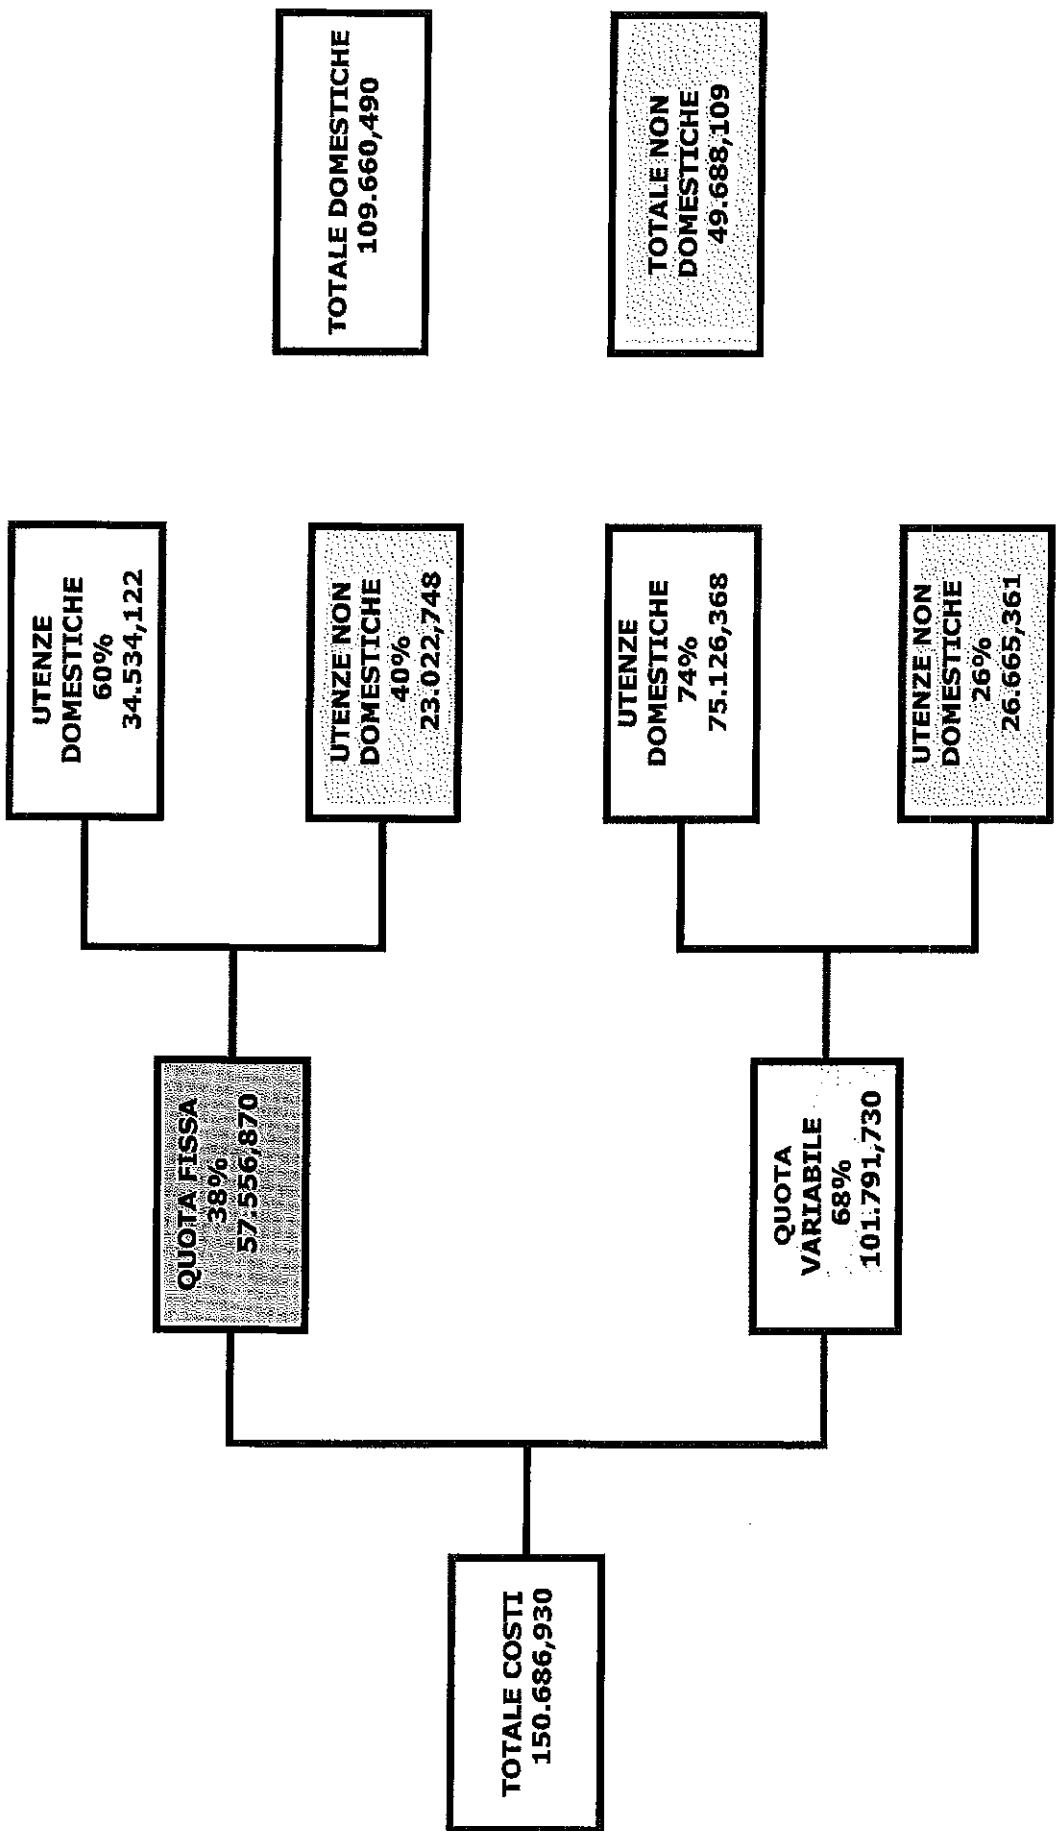 TOTALE COSTI
150.686,930
QUOTA FISSA
38%
57.556,870
QUOTA
VARIABILE
68%
101.791,730
UTENZE
DOMESTICHE
60%
34.534,122
UTENZE NON
DOMESTICHE
40%
23.022,748
UTENZE
DOMESTICHE
74%
75.126,368
UTENZE NON
DOMESTICHE
26%
26.665,361
TOTALE DOMESTICHE
109.660,490
TOTALE NON
DOMESTICHE
49.688,109